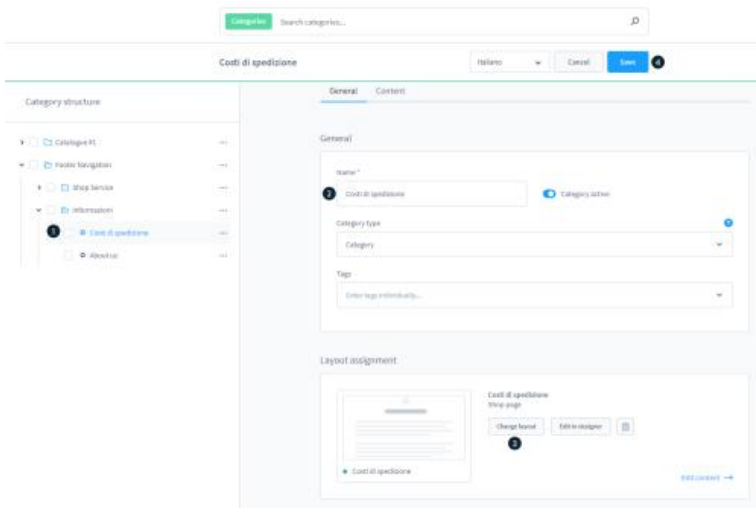 Categories Search categories...
Costi di spedizione
Italiano
Cancel
Save
4
Category structure
Catalogue #1
Footer Navigation
Shop Service
Informazioni
1 Costi di spedizione
About us
General Content
General
Name *
2 Costi di spedizione
Category active
Category type
Category
Tags
Enter tags individually...
Layout assignment
Costi di spedizione
Costi di spedizione
Shop page
Change layout
Edit in designer
3
Edit content →